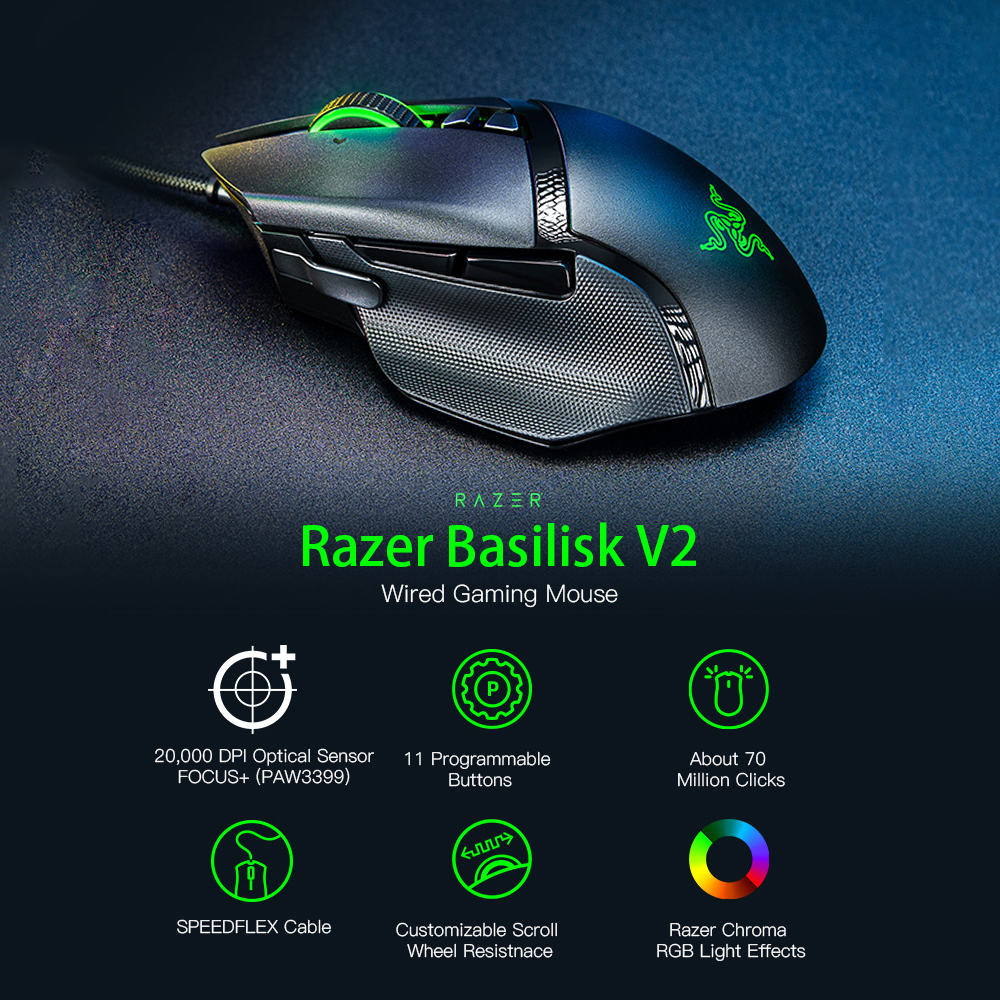 RAZER
Razer Basilisk V2
Wired Gaming Mouse
20,000 DPI Optical Sensor
FOCUS+ (PAW3399)
11 Programmable
Buttons
P
About 70
Million Clicks
SPEEDFLEX Cable
Customizable Scroll
Wheel Resistnace
Razer Chroma
RGB Light Effects